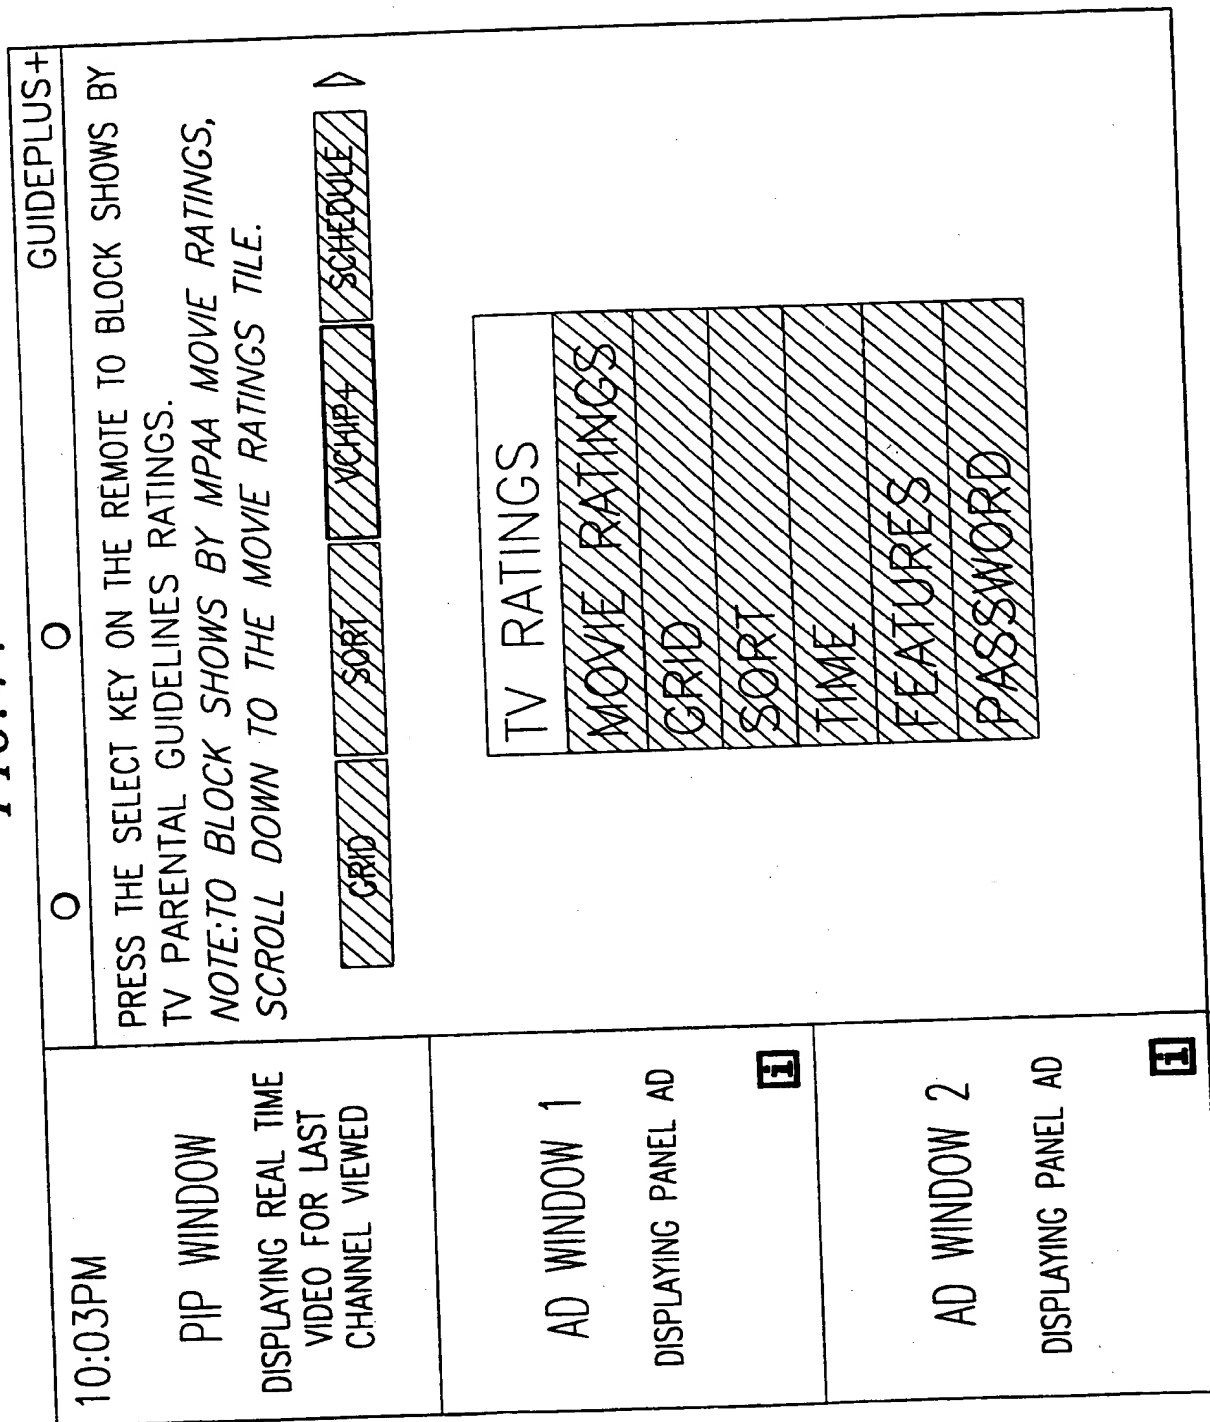 10:03PM
GUIDEPLUS+
PIP WINDOW
DISPLAYING REAL TIME
VIDEO FOR LAST
CHANNEL VIEWED
AD WINDOW 1
DISPLAYING PANEL AD
i
AD WINDOW 2
DISPLAYING PANEL AD
i
PRESS THE SELECT KEY ON THE REMOTE TO BLOCK SHOWS BY
TV PARENTAL GUIDELINES RATINGS.
NOTE:TO BLOCK SHOWS BY MPAA MOVIE RATINGS,
SCROLL DOWN TO THE MOVIE RATINGS TILE.
GRID SORT VCHIP+ SCHEDULE
TV RATINGS
MOVIE RATINGS
GRID
SORT
TIME
FEATURES
PASSWORD